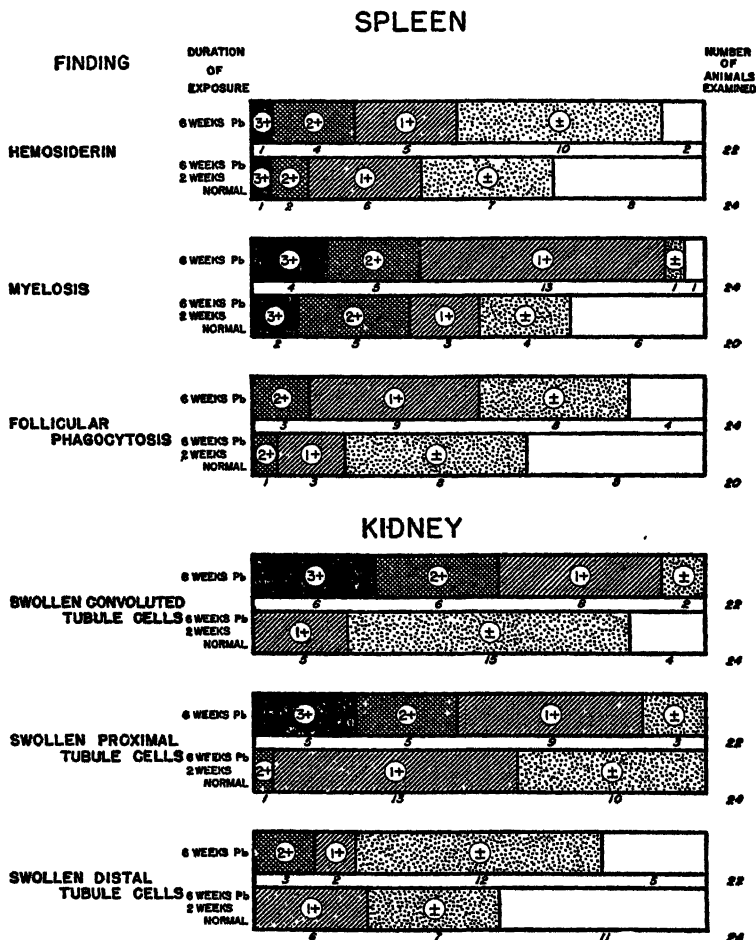 SPLEEN
FINDING
DURATION
OF
EXPOSURE
NUMBER
OF
ANIMALS
EXAMINED
HEMOSIDERIN
6 WEEKS Pb
3+ 2+ 1+ ±
1 4 5 10 2 22
6 WEEKS Pb
2 WEEKS
NORMAL
3+ 2+ 1+ ±
1 2 6 7 8 24
MYELOSIS
6 WEEKS Pb
3+ 2+ 1+ ±
4 5 13 1 1 24
6 WEEKS Pb
2 WEEKS
NORMAL
3+ 2+ 1+ ±
2 5 3 4 6 20
FOLLICULAR
PHAGOCYTOSIS
6 WEEKS Pb
2+ 1+ ±
3 9 8 4 24
6 WEEKS Pb
2 WEEKS
NORMAL
2+ 1+ ±
1 3 8 8 20
KIDNEY
SWOLLEN CONVOLUTED
TUBULE CELLS
6 WEEKS Pb
3+ 2+ 1+ ±
6 6 8 2 22
6 WEEKS Pb
2 WEEKS
NORMAL
1+ ±
5 15 4 24
SWOLLEN PROXIMAL
TUBULE CELLS
6 WEEKS Pb
3+ 2+ 1+ ±
5 5 9 3 22
6 WEEKS Pb
2 WEEKS
NORMAL
2+ 1+ ±
1 13 10 24
SWOLLEN DISTAL
TUBULE CELLS
6 WEEKS Pb
2+ 1+ ±
3 2 12 5 22
6 WEEKS Pb
2 WEEKS
NORMAL
1+ ±
6 7 11 24